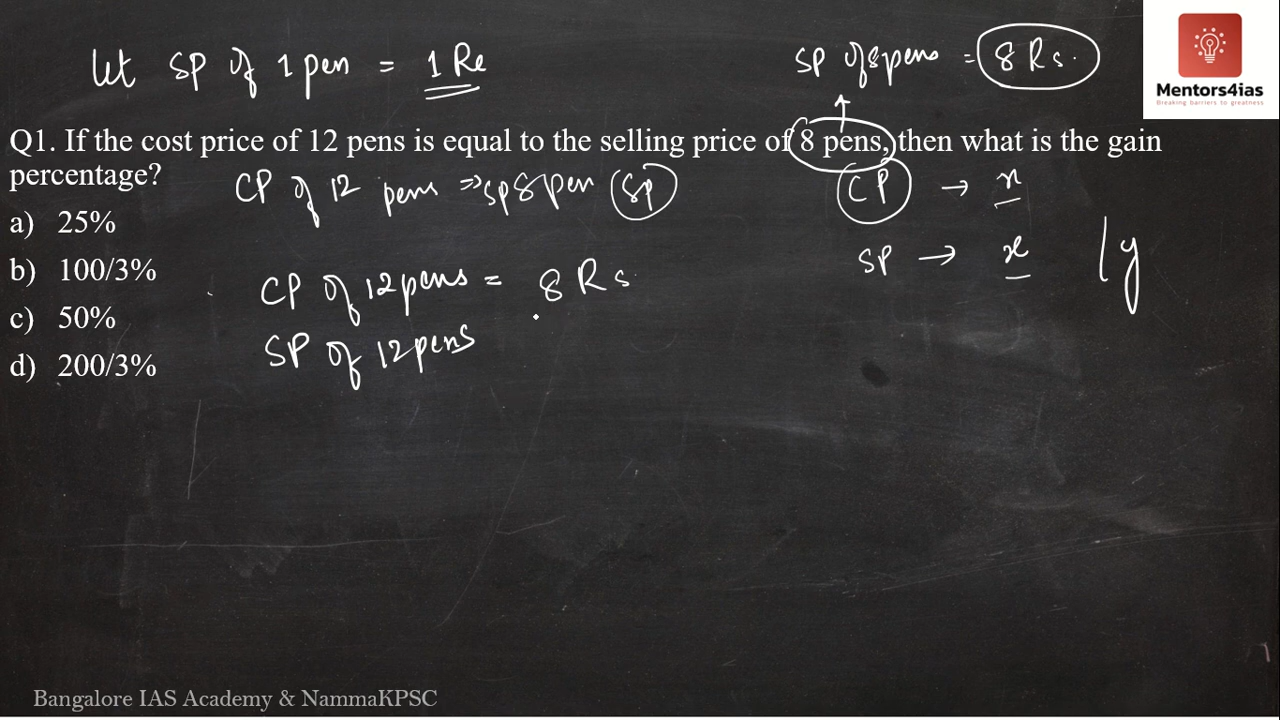 let SP of 1 pen = 1 Re
SP of 8 pens = 8 Rs.
Mentors4ias
Breaking barriers to greatness
Q1. If the cost price of 12 pens is equal to the selling price of 8 pens, then what is the gain
percentage?
CP of 12 pens => SP 8 pen SP
CP → x
a) 25%
SP → x / y
b) 100/3%
CP of 12 pens = 8 Rs.
c) 50%
SP of 12 pens
d) 200/3%
Bangalore IAS Academy & NammaKPSC